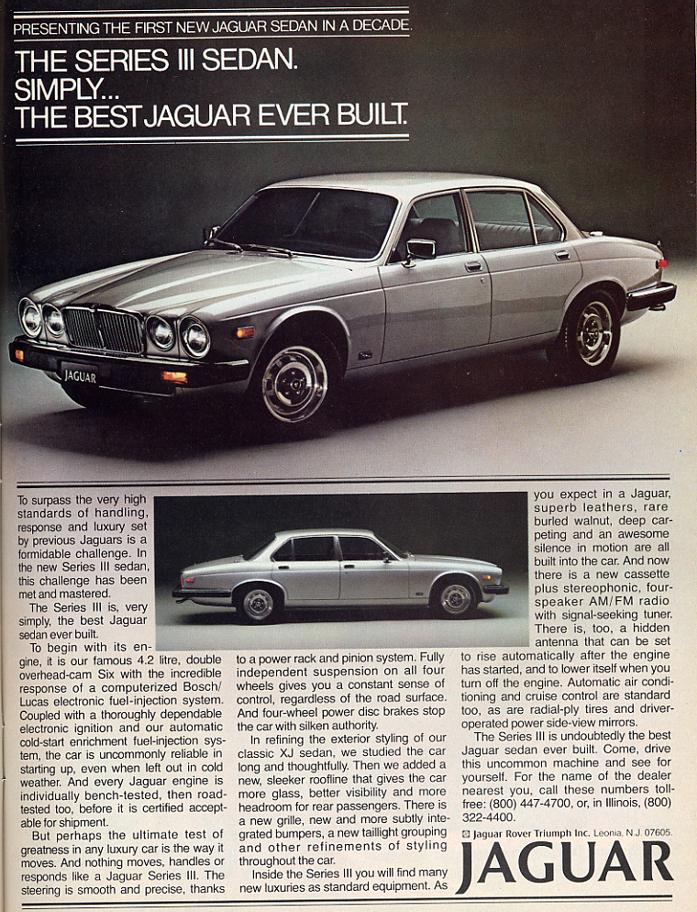 PRESENTING THE FIRST NEW JAGUAR SEDAN IN A DECADE.
THE SERIES III SEDAN.
SIMPLY...
THE BEST JAGUAR EVER BUILT.
JAGUAR
To surpass the very high
standards of handling,
response and luxury set
by previous Jaguars is a
formidable challenge. In
the new Series III sedan,
this challenge has been
met and mastered.
The Series III is, very
simply, the best Jaguar
sedan ever built.
To begin with its en-
gine, it is our famous 4.2 litre, double
overhead-cam Six with the incredible
response of a computerized Bosch/
Lucas electronic fuel-injection system.
Coupled with a thoroughly dependable
electronic ignition and our automatic
cold-start enrichment fuel-injection sys-
tem, the car is uncommonly reliable in
starting up, even when left out in cold
weather. And every Jaguar engine is
individually bench-tested, then road-
tested too, before it is certified accept-
able for shipment.
But perhaps the ultimate test of
greatness in any luxury car is the way it
moves. And nothing moves, handles or
responds like a Jaguar Series III. The
steering is smooth and precise, thanks
to a power rack and pinion system. Fully
independent suspension on all four
wheels gives you a constant sense of
control, regardless of the road surface.
And four-wheel power disc brakes stop
the car with silken authority.
In refining the exterior styling of our
classic XJ sedan, we studied the car
long and thoughtfully. Then we added a
new, sleeker roofline that gives the car
more glass, better visibility and more
headroom for rear passengers. There is
a new grille, new and more subtly inte-
grated bumpers, a new taillight grouping
and other refinements of styling
throughout the car.
Inside the Series III you will find many
new luxuries as standard equipment. As
you expect in a Jaguar,
superb leathers, rare
burled walnut, deep car-
peting and an awesome
silence in motion are all
built into the car. And now
there is a new cassette
plus stereophonic, four-
speaker AM/FM radio
with signal-seeking tuner.
There is, too, a hidden
antenna that can be set
to rise automatically after the engine
has started, and to lower itself when you
turn off the engine. Automatic air condi-
tioning and cruise control are standard
too, as are radial-ply tires and driver-
operated power side-view mirrors.
The Series III is undoubtedly the best
Jaguar sedan ever built. Come, drive
this uncommon machine and see for
yourself. For the name of the dealer
nearest you, call these numbers toll-
free: (800) 447-4700, or, in Illinois, (800)
322-4400.
Jaguar Rover Triumph Inc. Leonia, N.J. 07605.
JAGUAR